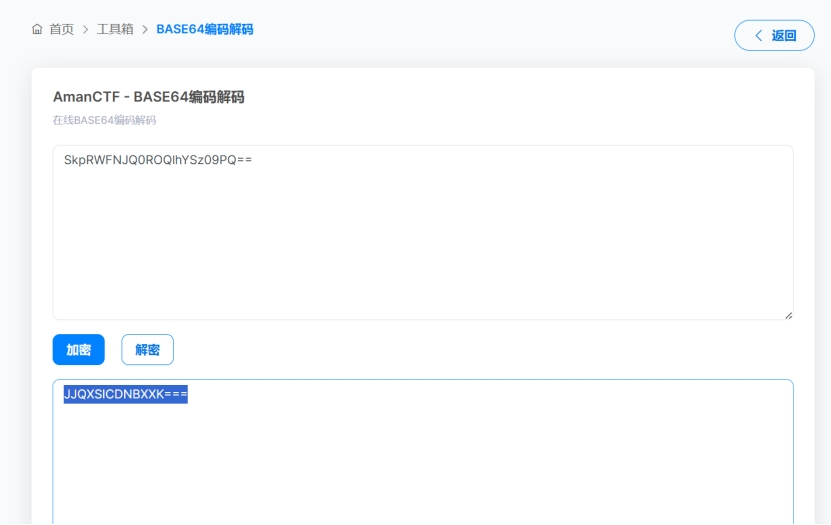 首页 > 工具箱 > BASE64编码解码
返回
AmanCTF - BASE64编码解码
在线BASE64编码解码
SkpRWFNJQ0ROQlhYSz09PQ==
加密
解密
JJQXSICDNBXXK===